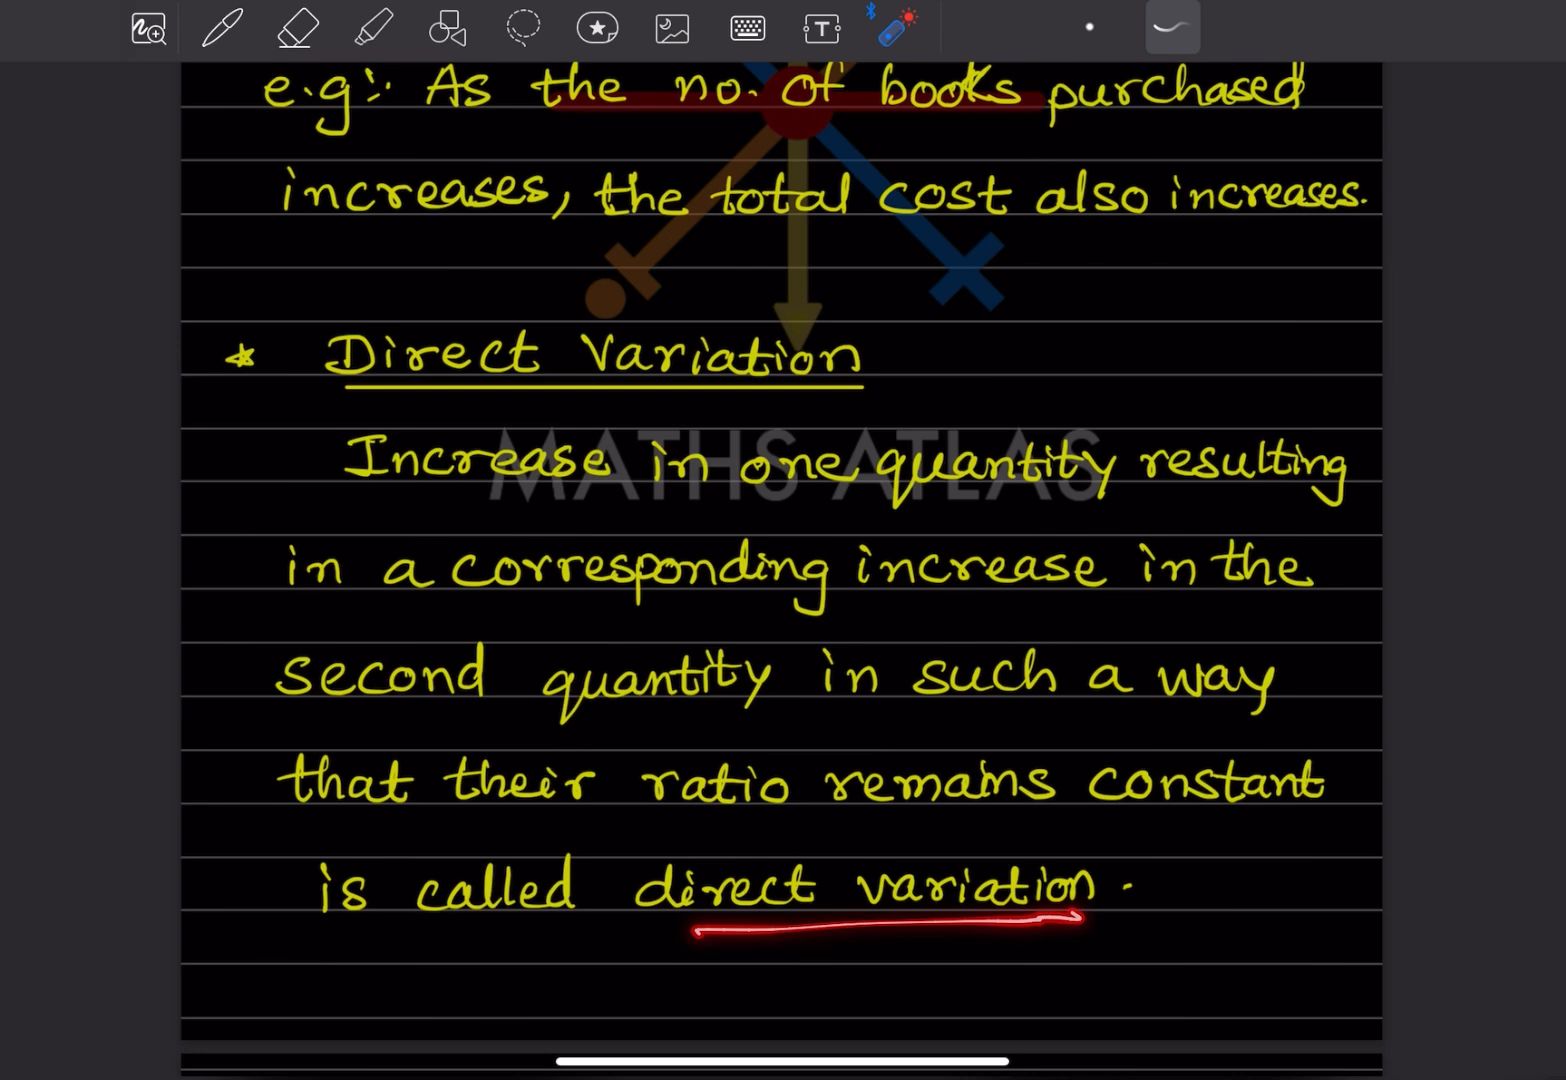 e.g:- As the no. of books purchased
increases, the total cost also increases.
* Direct Variation
MATHS ATLAS
Increase in one quantity resulting
in a corresponding increase in the
second quantity in such a way
that their ratio remains constant
is called direct variation.